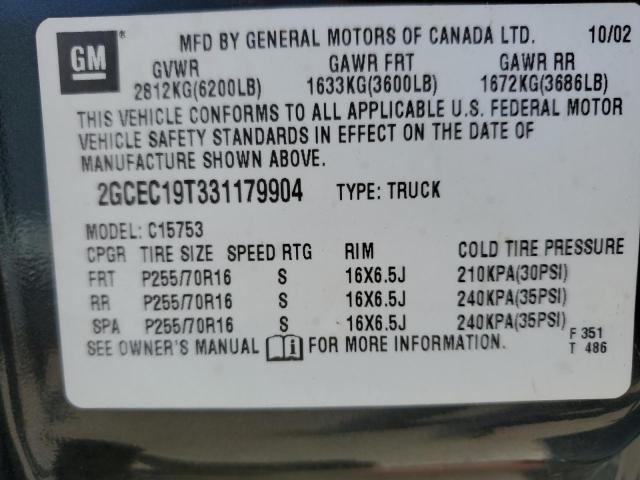 GM ® MFD BY GENERAL MOTORS OF CANADA LTD. 10/02
GVWR GAWR FRT GAWR RR
2812KG(6200LB) 1633KG(3600LB) 1672KG(3686LB)
THIS VEHICLE CONFORMS TO ALL APPLICABLE U.S. FEDERAL MOTOR
VEHICLE SAFETY STANDARDS IN EFFECT ON THE DATE OF
MANUFACTURE SHOWN ABOVE.
2GCEC19T331179904 TYPE: TRUCK
MODEL: C15753
CPGR TIRE SIZE SPEED RTG RIM COLD TIRE PRESSURE
FRT P255/70R16 S 16X6.5J 210KPA(30PSI)
RR P255/70R16 S 16X6.5J 240KPA(35PSI)
SPA P255/70R16 S 16X6.5J 240KPA(35PSI)
SEE OWNER'S MANUAL i FOR MORE INFORMATION. F 351
T 486